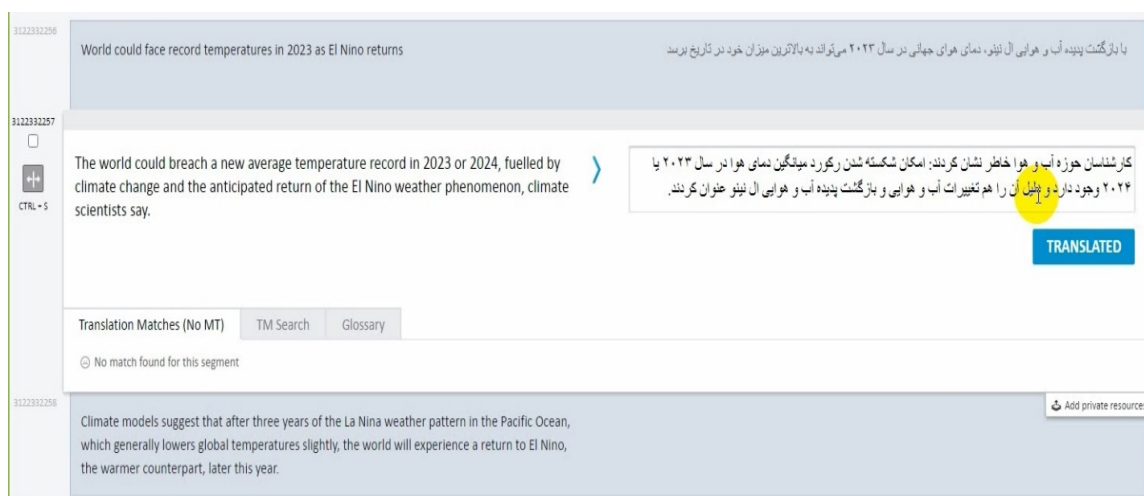 3122332256
World could face record temperatures in 2023 as El Nino returns
با بازگشت پدیده آب و هوایی ال نینو، دمای هوای جهانی در سال ۲۰۲۳ می‌تواند به بالاترین میزان خود در تاریخ برسد
3122332257
CTRL+S
The world could breach a new average temperature record in 2023 or 2024, fuelled by
climate change and the anticipated return of the El Nino weather phenomenon, climate
scientists say.
کارشناسان حوزه آب و هوا خاطر نشان کردند: امکان شکسته شدن رکورد میانگین دمای هوا در سال ۲۰۲۳ یا
۲۰۲۴ وجود دارد و دلیل آن را هم تغییرات آب و هوایی و بازگشت پدیده آب و هوایی ال نینو عنوان کردند.
TRANSLATED
Translation Matches (No MT) TM Search Glossary
No match found for this segment
Add private resources
3122332258
Climate models suggest that after three years of the La Nina weather pattern in the Pacific Ocean,
which generally lowers global temperatures slightly, the world will experience a return to El Nino,
the warmer counterpart, later this year.